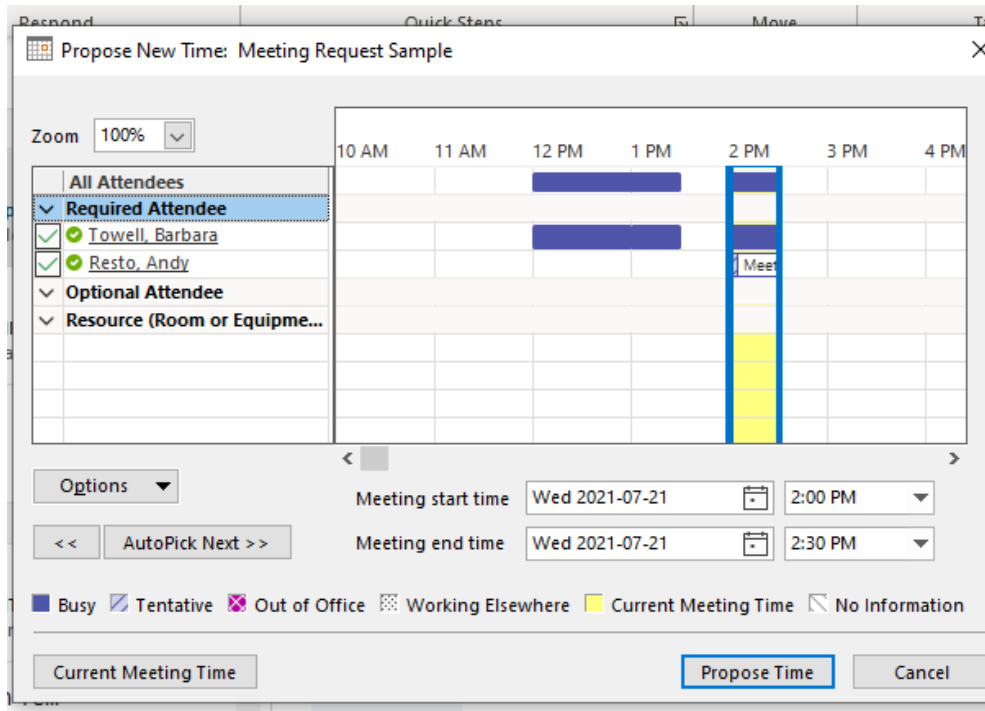 Respond Quick Steps Move
Propose New Time: Meeting Request Sample
Zoom 100%
10 AM 11 AM 12 PM 1 PM 2 PM 3 PM 4 PM
All Attendees
Required Attendee
Towell, Barbara
Resto, Andy Meet
Optional Attendee
Resource (Room or Equipme...
Options
Meeting start time Wed 2021-07-21 2:00 PM
<< AutoPick Next >> Meeting end time Wed 2021-07-21 2:30 PM
Busy Tentative Out of Office Working Elsewhere Current Meeting Time No Information
Current Meeting Time Propose Time Cancel